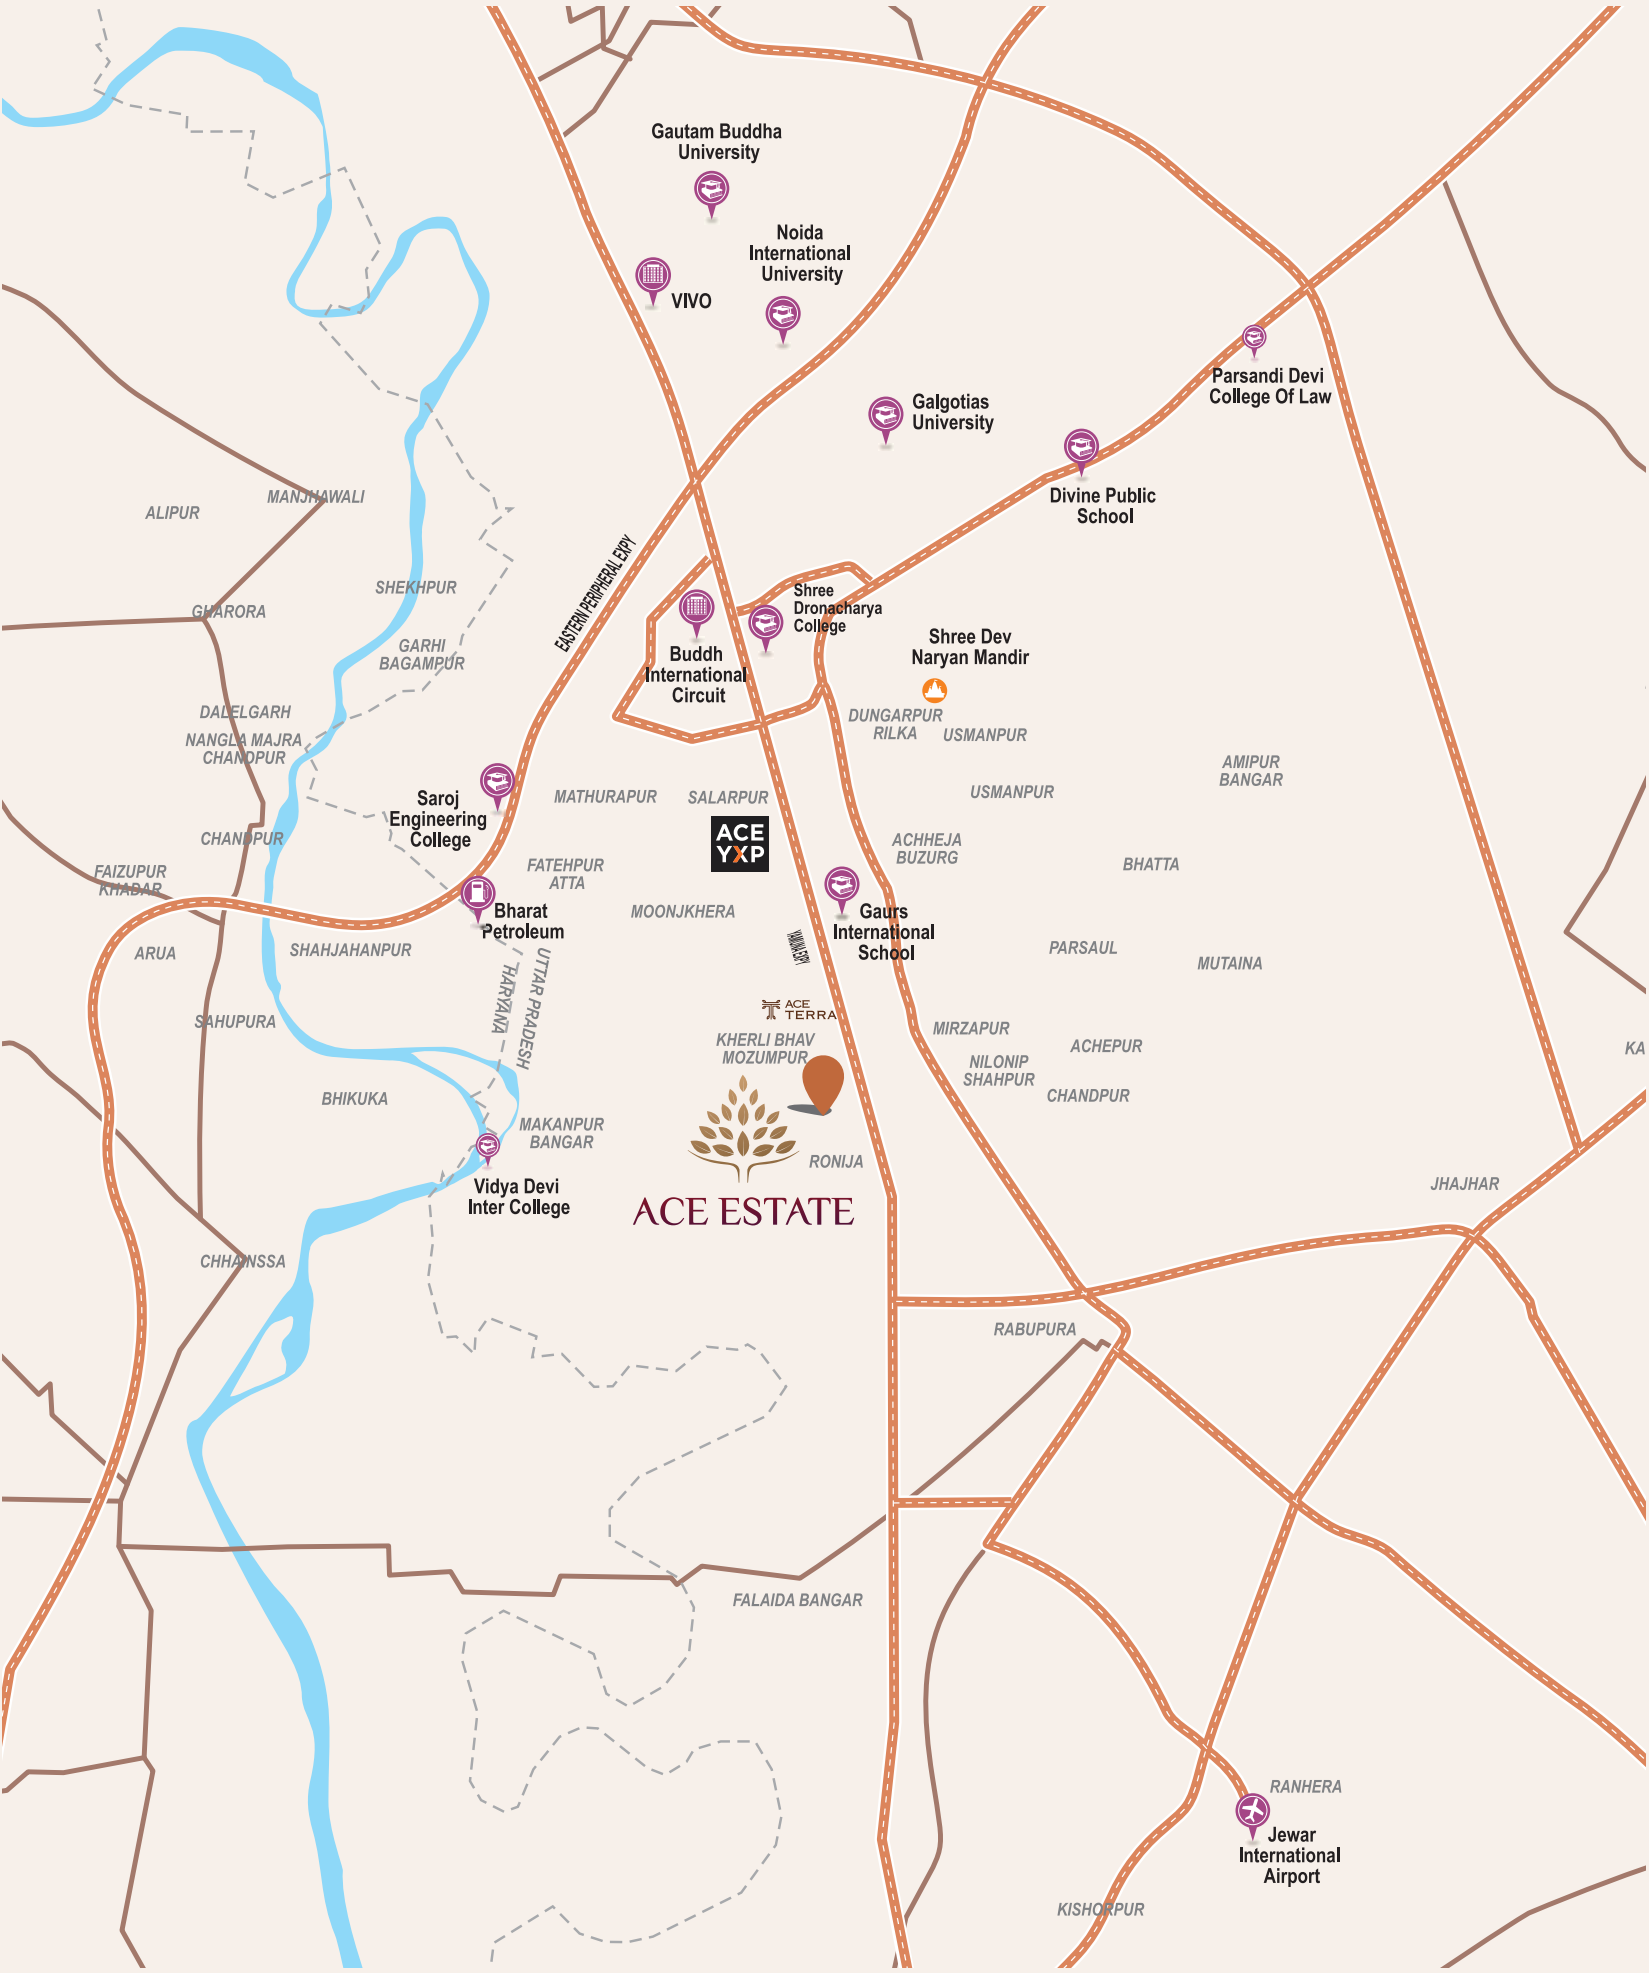 Gautam Buddha
University
Noida
International
University
VIVO
Parsandi Devi
College Of Law
Galgotias
University
Divine Public
School
MANJHAWALI
ALIPUR
EASTERN PERIPHERAL EXPY
SHEKHPUR
GHARORA
Shree
Dronacharya
College
Shree Dev
Naryan Mandir
GARHI
BAGAMPUR
Buddh
International
Circuit
DALELGARH
NANGLA MAJRA
CHANDPUR
DUNGARPUR
RILKA
USMANPUR
AMIPUR
BANGAR
Saroj
Engineering
College
MATHURAPUR
SALARPUR
USMANPUR
ACE
YXP
CHANDPUR
ACHHEJA
BUZURG
FAIZUPUR
KHADAR
FATEHPUR
ATTA
BHATTA
Bharat
Petroleum
MOONJKHERA
Gaurs
International
School
YAMUNA EXPY
ARUA
SHAHJAHANPUR
UTTAR PRADESH
HARYANA
PARSAUL
MUTAINA
SAHUPURA
ACE
TERRA
KHERLI BHAV
MOZUMPUR
MIRZAPUR
ACHEPUR
KA
NILONIP
SHAHPUR
CHANDPUR
BHIKUKA
MAKANPUR
BANGAR
RONIJA
Vidya Devi
Inter College
ACE ESTATE
JHAJHAR
CHHAINSSA
RABUPURA
FALAIDA BANGAR
RANHERA
Jewar
International
Airport
KISHORPUR